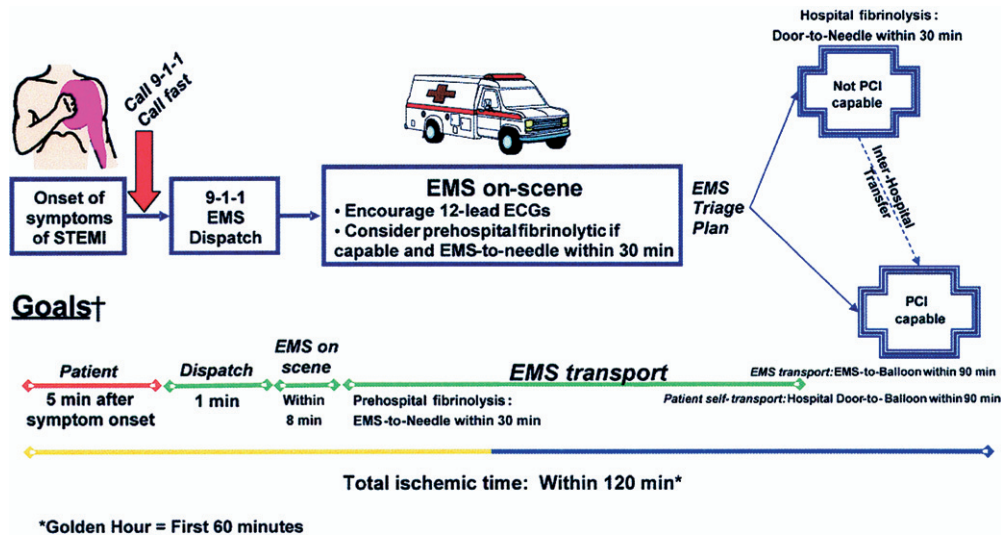 Hospital fibrinolysis :
Door-to-Needle within 30 min
Call 9-1-1
Call fast
Not PCI
capable
Onset of
symptoms
of STEMI
9-1-1
EMS
Dispatch
EMS on-scene
• Encourage 12-lead ECGs
• Consider prehospital fibrinolytic if
capable and EMS-to-needle within 30 min
EMS
Triage
Plan
Inter-Hospital
Transfer
PCI
capable
Goals†
Patient
5 min after
symptom onset
Dispatch
1 min
EMS on
scene
Within
8 min
EMS transport
Prehospital fibrinolysis :
EMS-to-Needle within 30 min
EMS transport: EMS-to-Balloon within 90 min
Patient self-transport: Hospital Door-to-Balloon within 90 min
Total ischemic time: Within 120 min*
*Golden Hour = First 60 minutes